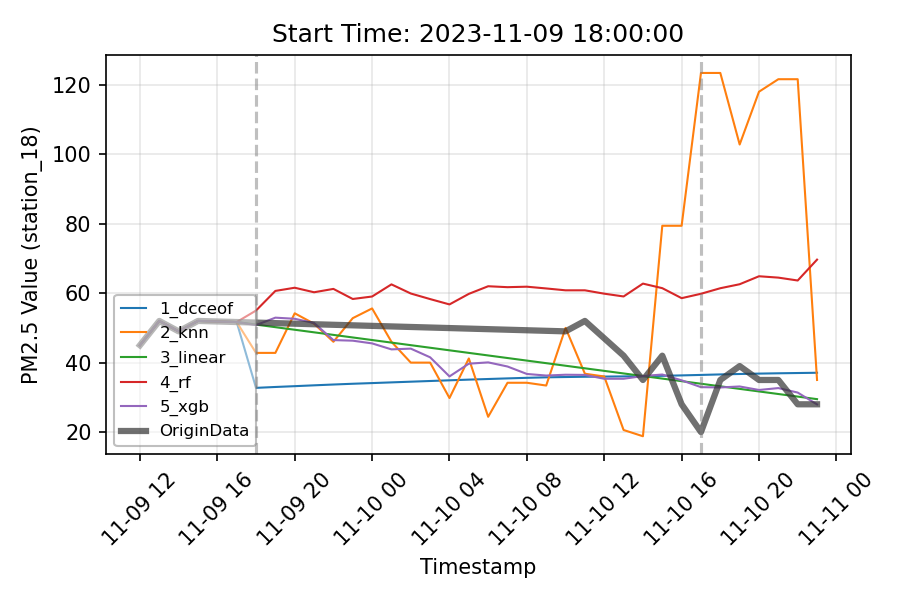 Start Time: 2023-11-09 18:00:00
PM2.5 Value (station_18)
120
100
80
60
40
20
1_dcceof
2_knn
3_linear
4_rf
5_xgb
OriginData
11-09 12
11-09 16
11-09 20
11-10 00
11-10 04
11-10 08
11-10 12
11-10 16
11-10 20
11-11 00
Timestamp